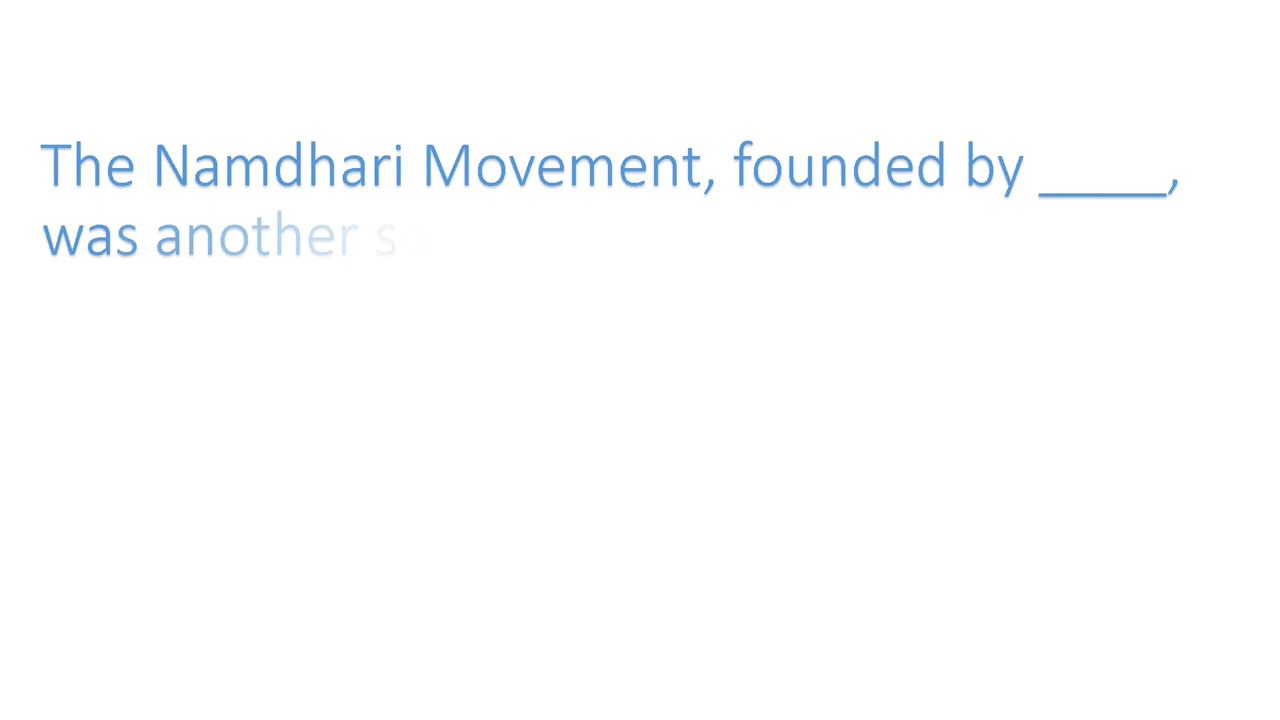 The Namdhari Movement, founded by _____,
was another